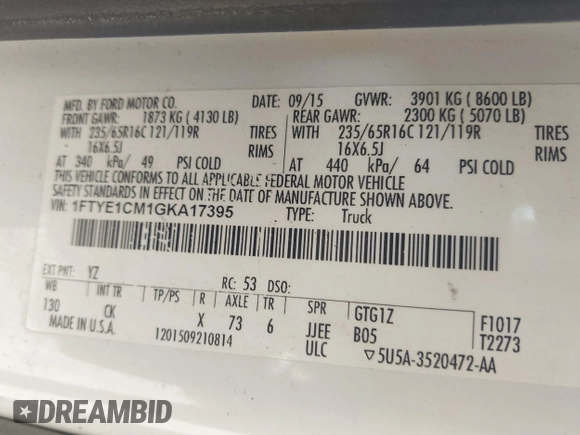 MFD. BY FORD MOTOR CO. DATE: 09/15 GVWR: 3901 KG ( 8600 LB)
FRONT GAWR: 1873 KG ( 4130 LB) REAR GAWR: 2300 KG ( 5070 LB)
WITH 235/65R16C 121/119R TIRES WITH 235/65R16C 121/119R TIRES
16X6.5J RIMS 16X6.5J RIMS
AT 340 kPa/ 49 PSI COLD AT 440 kPa/ 64 PSI COLD
THIS VEHICLE CONFORMS TO ALL APPLICABLE FEDERAL MOTOR VEHICLE
SAFETY STANDARDS IN EFFECT ON THE DATE OF MANUFACTURE SHOWN ABOVE.
VIN: 1FTYE1CM1GKA17395 TYPE: Truck
EXT PNT: YZ RC: 53 DSO:
WB INT TR TP/PS R AXLE TR SPR GTG1Z F1017
130 CK X 73 6 JJEE B05 T2273
MADE IN U.S.A. 1201509210814 ULC ▽5U5A-3520472-AA
DREAMBID